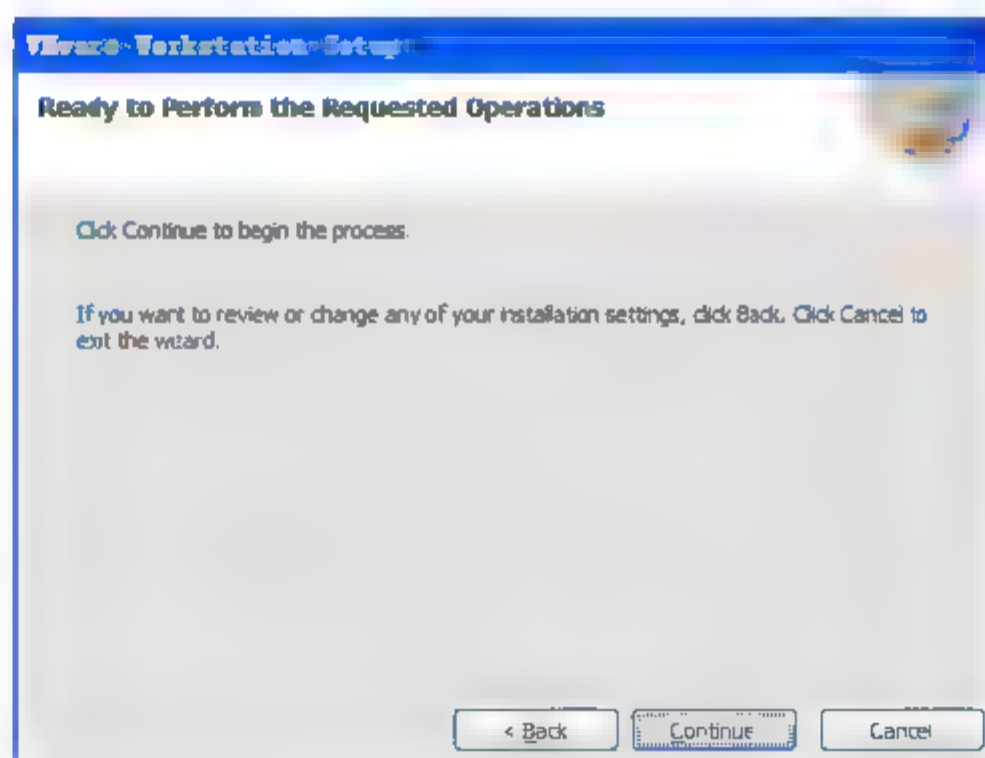 VMware Workstation Setup
Ready to Perform the Requested Operations
Click Continue to begin the process.
If you want to review or change any of your installation settings, click Back. Click Cancel to
exit the wizard.
< Back
Continue
Cancel